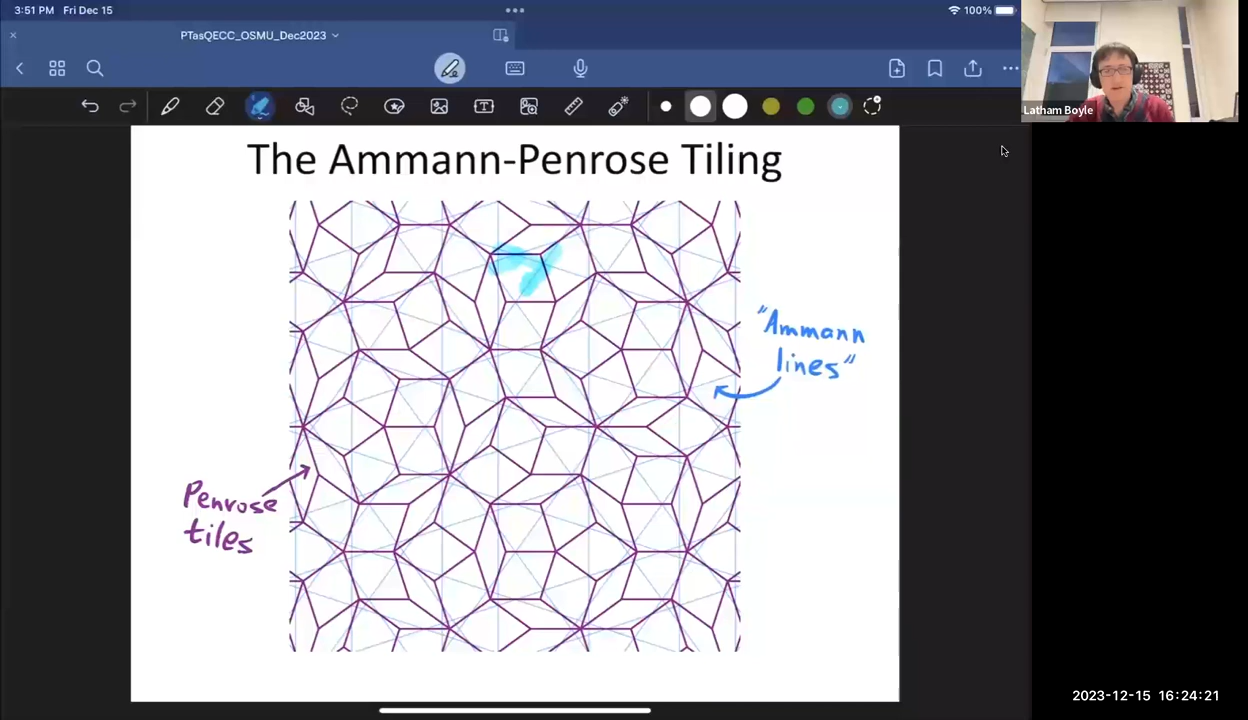 3:51 PM Fri Dec 15
100%
PTasQECC_OSMU_Dec2023
Latham Boyle
The Ammann-Penrose Tiling
"Ammann
lines"
Penrose
tiles
2023-12-15 16:24:21